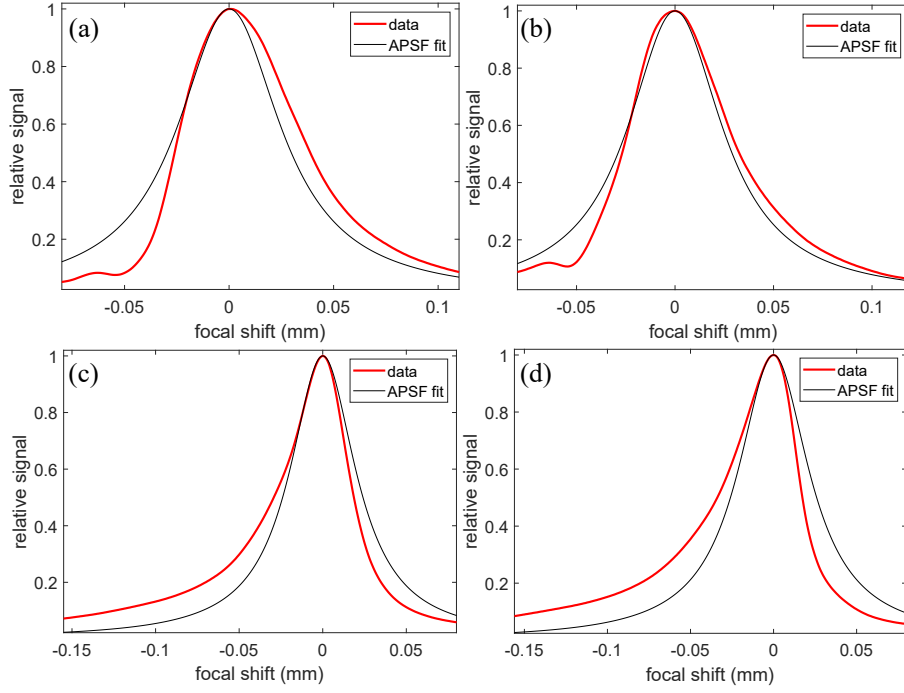 (a)
data
APSF fit
1
0.8
0.6
0.4
0.2
relative signal
-0.05
0
0.05
0.1
focal shift (mm)
(b)
data
APSF fit
1
0.8
0.6
0.4
0.2
relative signal
-0.05
0
0.05
0.1
focal shift (mm)
(c)
data
APSF fit
1
0.8
0.6
0.4
0.2
relative signal
-0.15
-0.1
-0.05
0
0.05
focal shift (mm)
(d)
data
APSF fit
1
0.8
0.6
0.4
0.2
relative signal
-0.15
-0.1
-0.05
0
0.05
focal shift (mm)